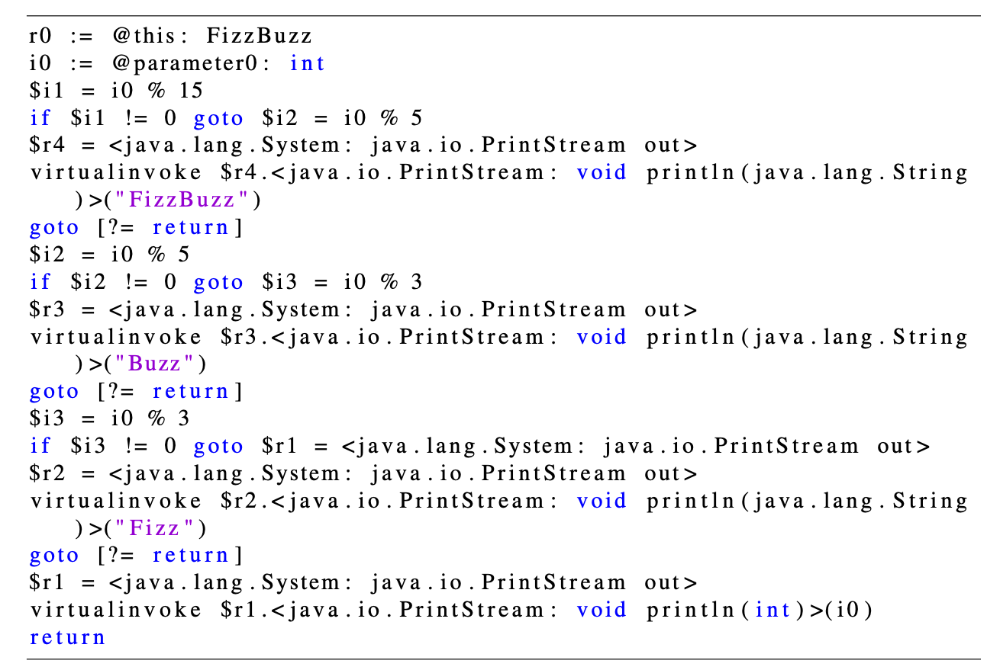 r0 := @this: FizzBuzz
i0 := @parameter0: int
$i1 = i0 % 15
if $i1 != 0 goto $i2 = i0 % 5
$r4 = <java.lang.System: java.io.PrintStream out>
virtualinvoke $r4.<java.io.PrintStream: void println(java.lang.String
)>("FizzBuzz")
goto [?= return]
$i2 = i0 % 5
if $i2 != 0 goto $i3 = i0 % 3
$r3 = <java.lang.System: java.io.PrintStream out>
virtualinvoke $r3.<java.io.PrintStream: void println(java.lang.String
)>("Buzz")
goto [?= return]
$i3 = i0 % 3
if $i3 != 0 goto $r1 = <java.lang.System: java.io.PrintStream out>
$r2 = <java.lang.System: java.io.PrintStream out>
virtualinvoke $r2.<java.io.PrintStream: void println(java.lang.String
)>("Fizz")
goto [?= return]
$r1 = <java.lang.System: java.io.PrintStream out>
virtualinvoke $r1.<java.io.PrintStream: void println(int)>(i0)
return